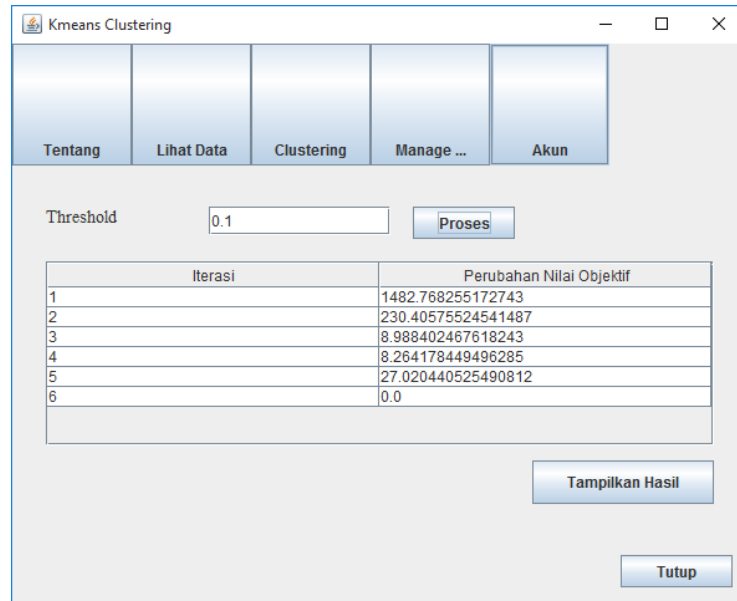 Kmeans Clustering
Tentang Lihat Data Clustering Manage ... Akun
Threshold 0.1 Proses
Iterasi Perubahan Nilai Objektif
1 1482.768255172743
2 230.40575524541487
3 8.988402467618243
4 8.264178449496285
5 27.020440525490812
6 0.0
Tampilkan Hasil
Tutup